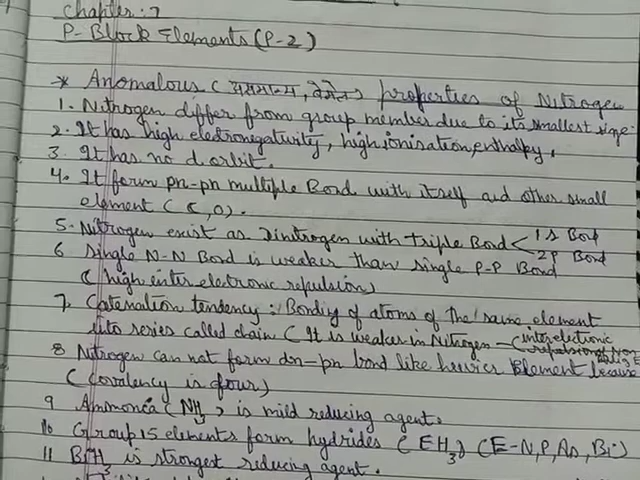 Chapter : 7
P-Block Elements (P-2)
* Anomalous ( असमान्य, ) properties of Nitrogen
1. Nitrogen differ from group member due to its smallest size
2. It has high electronegativity, high ionisation enthalpy,
3. It has no d orbit.
4. It form pπ-pπ multiple Bond with itself and other small
element ( C, O ).
5. Nitrogen exist as Dinitrogen with triple Bond < 1 s Bond
2 p Bond
6 Single N-N Bond is weaker than single P-P Bond
( high inter electronic repulsion )
7. Catenation tendency : Bonding of atoms of the same element
into series called chain ( It is weaker in Nitrogen - ( interelectronic
repulsion
8 Nitrogen can not form dπ-pπ bond like heavier Element because
( Covalency is four )
9 Ammonia ( NH3 ) is mild reducing agent.
10 Group 15 elements form hydrides ( EH3 ) ( E-N, P, As, Bi )
11 BiH3 is strongest reducing agent.